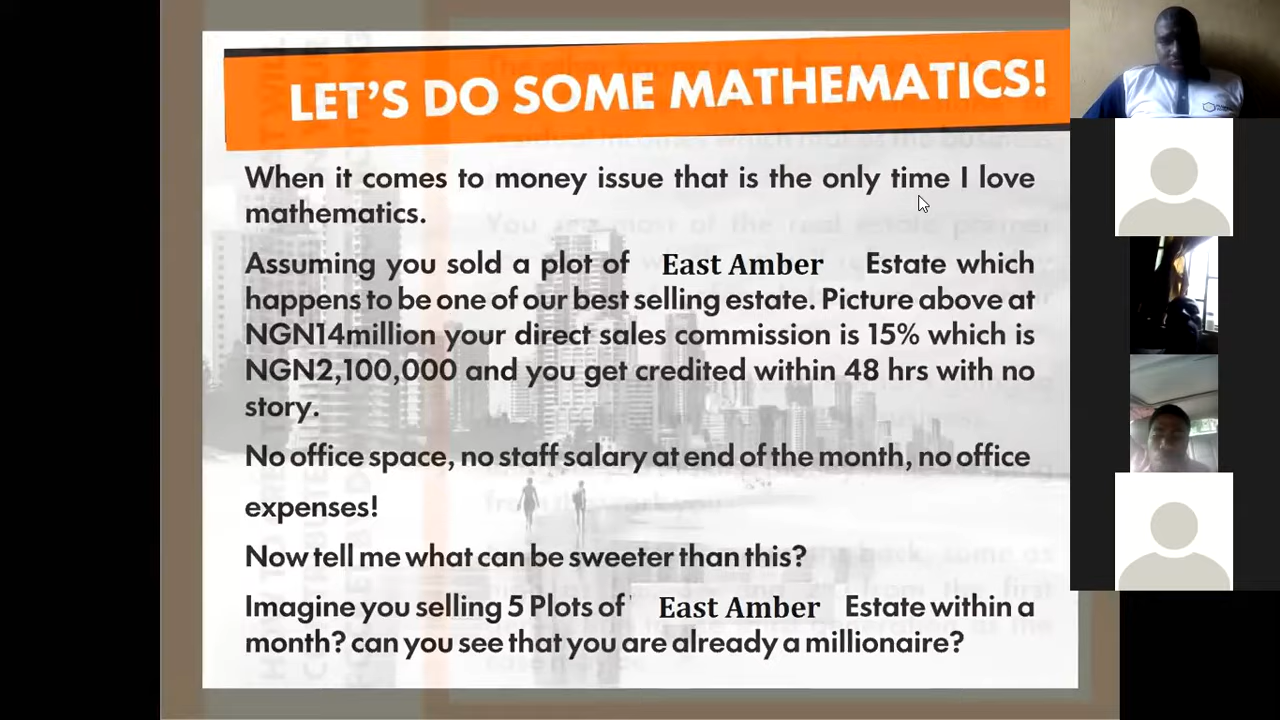 LET'S DO SOME MATHEMATICS!
When it comes to money issue that is the only time I love
mathematics.
Assuming you sold a plot of East Amber Estate which
happens to be one of our best selling estate. Picture above at
NGN14million your direct sales commission is 15% which is
NGN2,100,000 and you get credited within 48 hrs with no
story.
No office space, no staff salary at end of the month, no office
expenses!
Now tell me what can be sweeter than this?
Imagine you selling 5 Plots of East Amber Estate within a
month? can you see that you are already a millionaire?